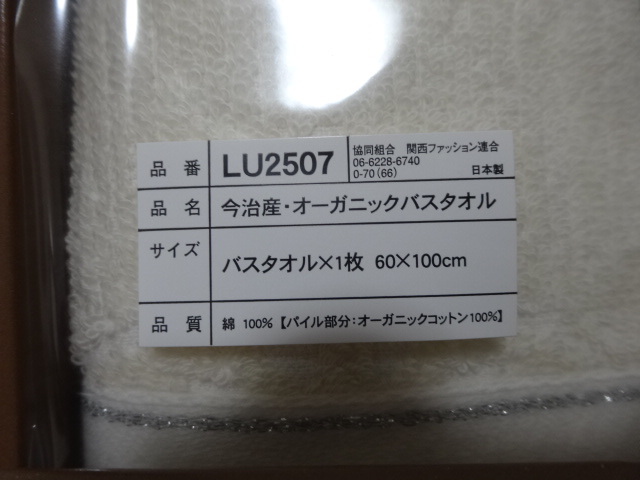 品番 LU2507 協同組合 関西ファッション連合
06-6228-6740
0-70(66) 日本製
品名 今治産・オーガニックバスタオル
サイズ バスタオル×1枚 60×100cm
品質 綿 100%【パイル部分:オーガニックコットン100%】